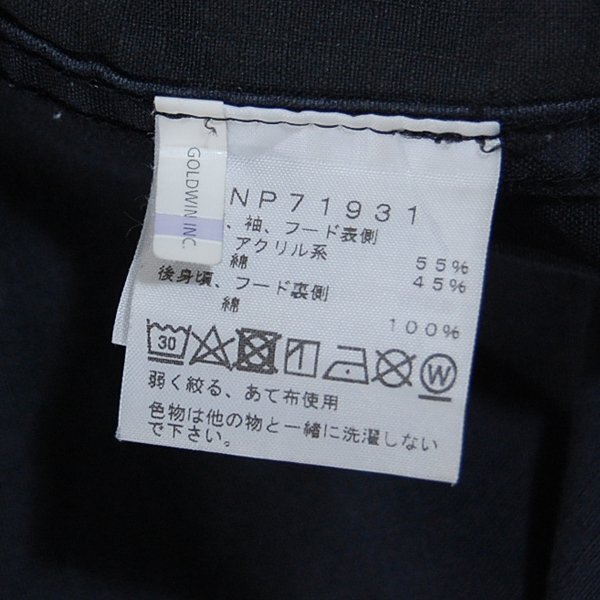 GOLDWIN INC.
NP71931
、袖、フード表側
アクリル系 55%
綿 45%
後身頃、フード裏側
綿 100%
30 W
弱く絞る、あて布使用
色物は他の物と一緒に洗濯しない
で下さい。